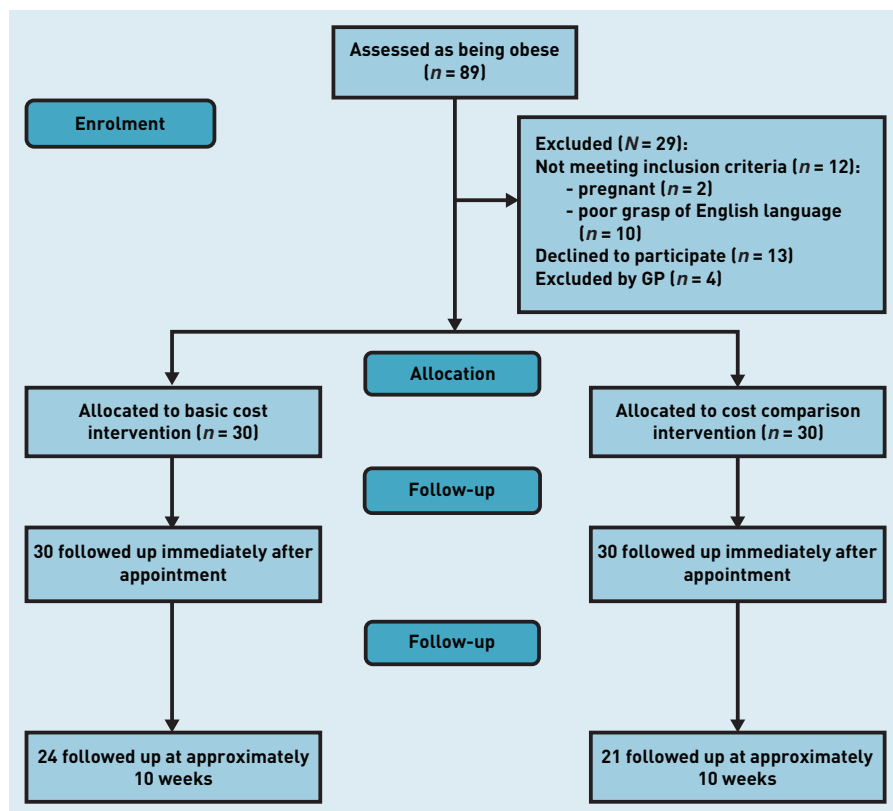 Assessed as being obese
(n = 89)
Enrolment
Excluded (N = 29):
Not meeting inclusion criteria (n = 12):
- pregnant (n = 2)
- poor grasp of English language
(n = 10)
Declined to participate (n = 13)
Excluded by GP (n = 4)
Allocation
Allocated to basic cost
intervention (n = 30)
Allocated to cost comparison
intervention (n = 30)
Follow-up
30 followed up immediately after
appointment
30 followed up immediately after
appointment
Follow-up
24 followed up at approximately
10 weeks
21 followed up at approximately
10 weeks